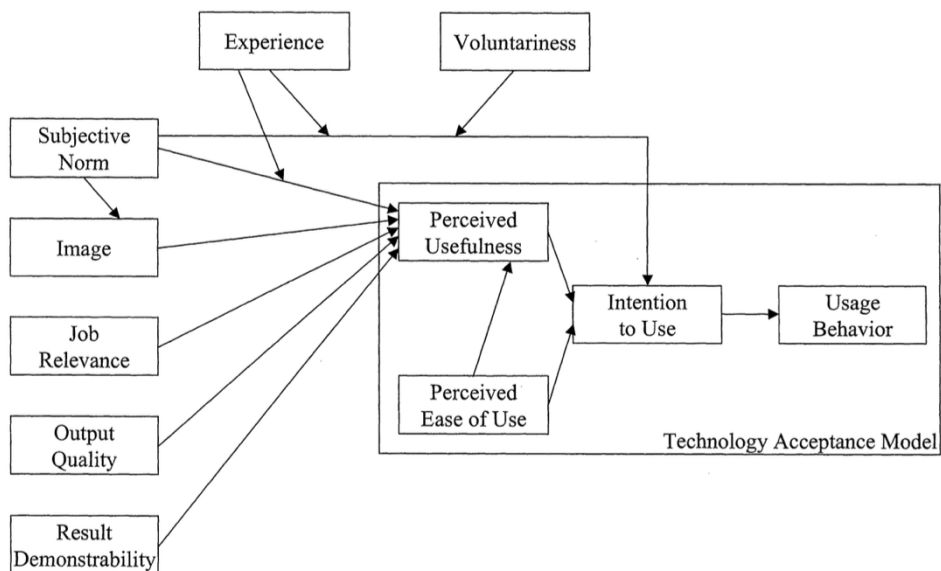 Experience
Voluntariness
Subjective
Norm
Image
Job
Relevance
Output
Quality
Result
Demonstrability
Perceived
Usefulness
Perceived
Ease of Use
Intention
to Use
Usage
Behavior
Technology Acceptance Model